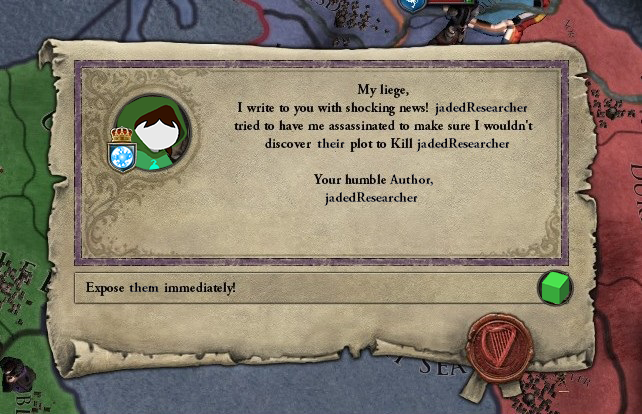 My liege,
I write to you with shocking news! jadedResearcher
tried to have me assassinated to make sure I wouldn't
discover their plot to Kill jadedResearcher
Your humble Author,
jadedResearcher
Expose them immediately!
SEA